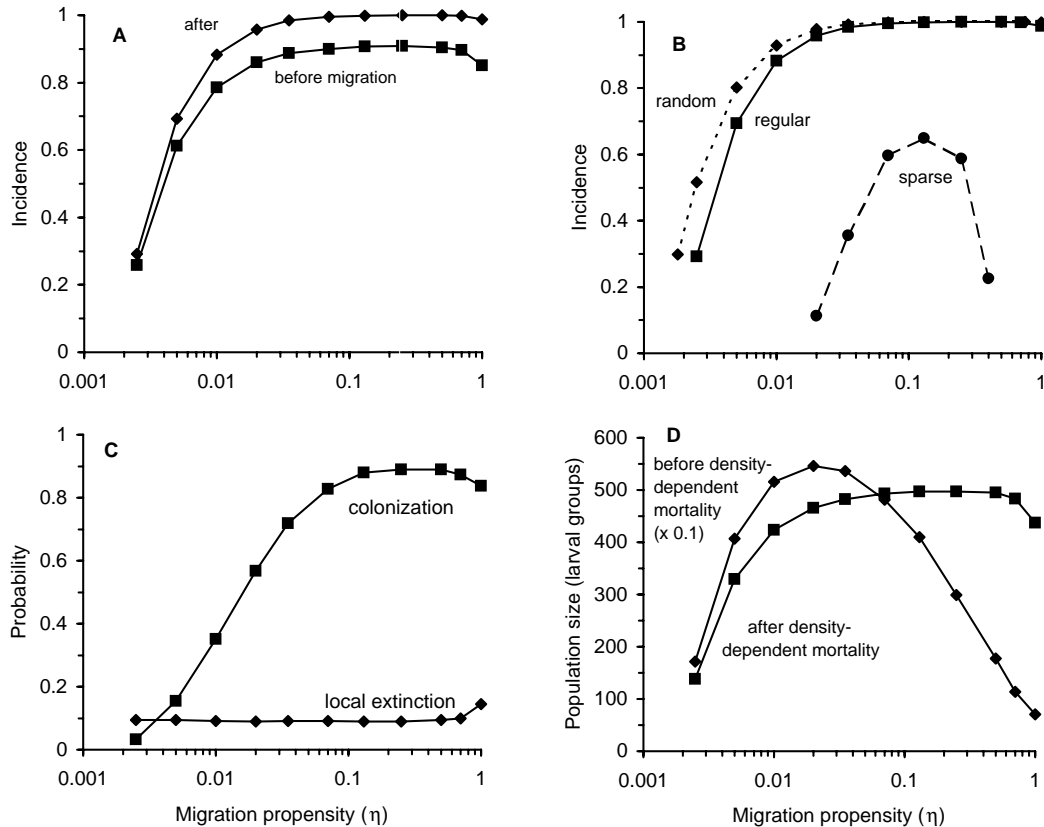 A
1
0.8
0.6
0.4
0.2
0
Incidence
after
before migration
0.001
0.01
0.1
1
B
1
0.8
0.6
0.4
0.2
0
Incidence
random
regular
sparse
0.001
0.01
0.1
1
C
1
0.8
0.6
0.4
0.2
0
Probability
colonization
local extinction
0.001
0.01
0.1
1
Migration propensity (η)
D
600
500
400
300
200
100
0
Population size (larval groups)
before density-
dependent
mortality
(x 0.1)
after density-
dependent mortality
0.001
0.01
0.1
1
Migration propensity (η)